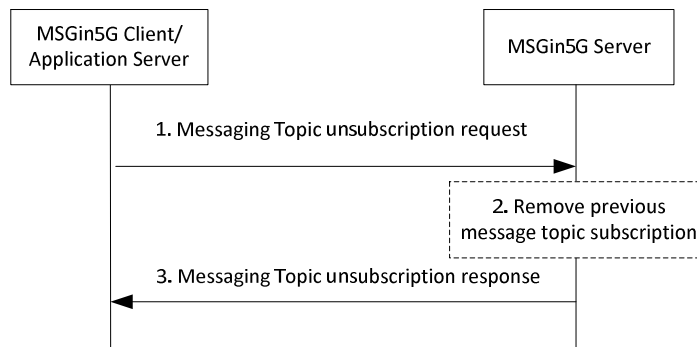 MSGin5G Client/
Application Server
MSGin5G Server
1. Messaging Topic unsubscription request
2. Remove previous
message topic subscription
3. Messaging Topic unsubscription response